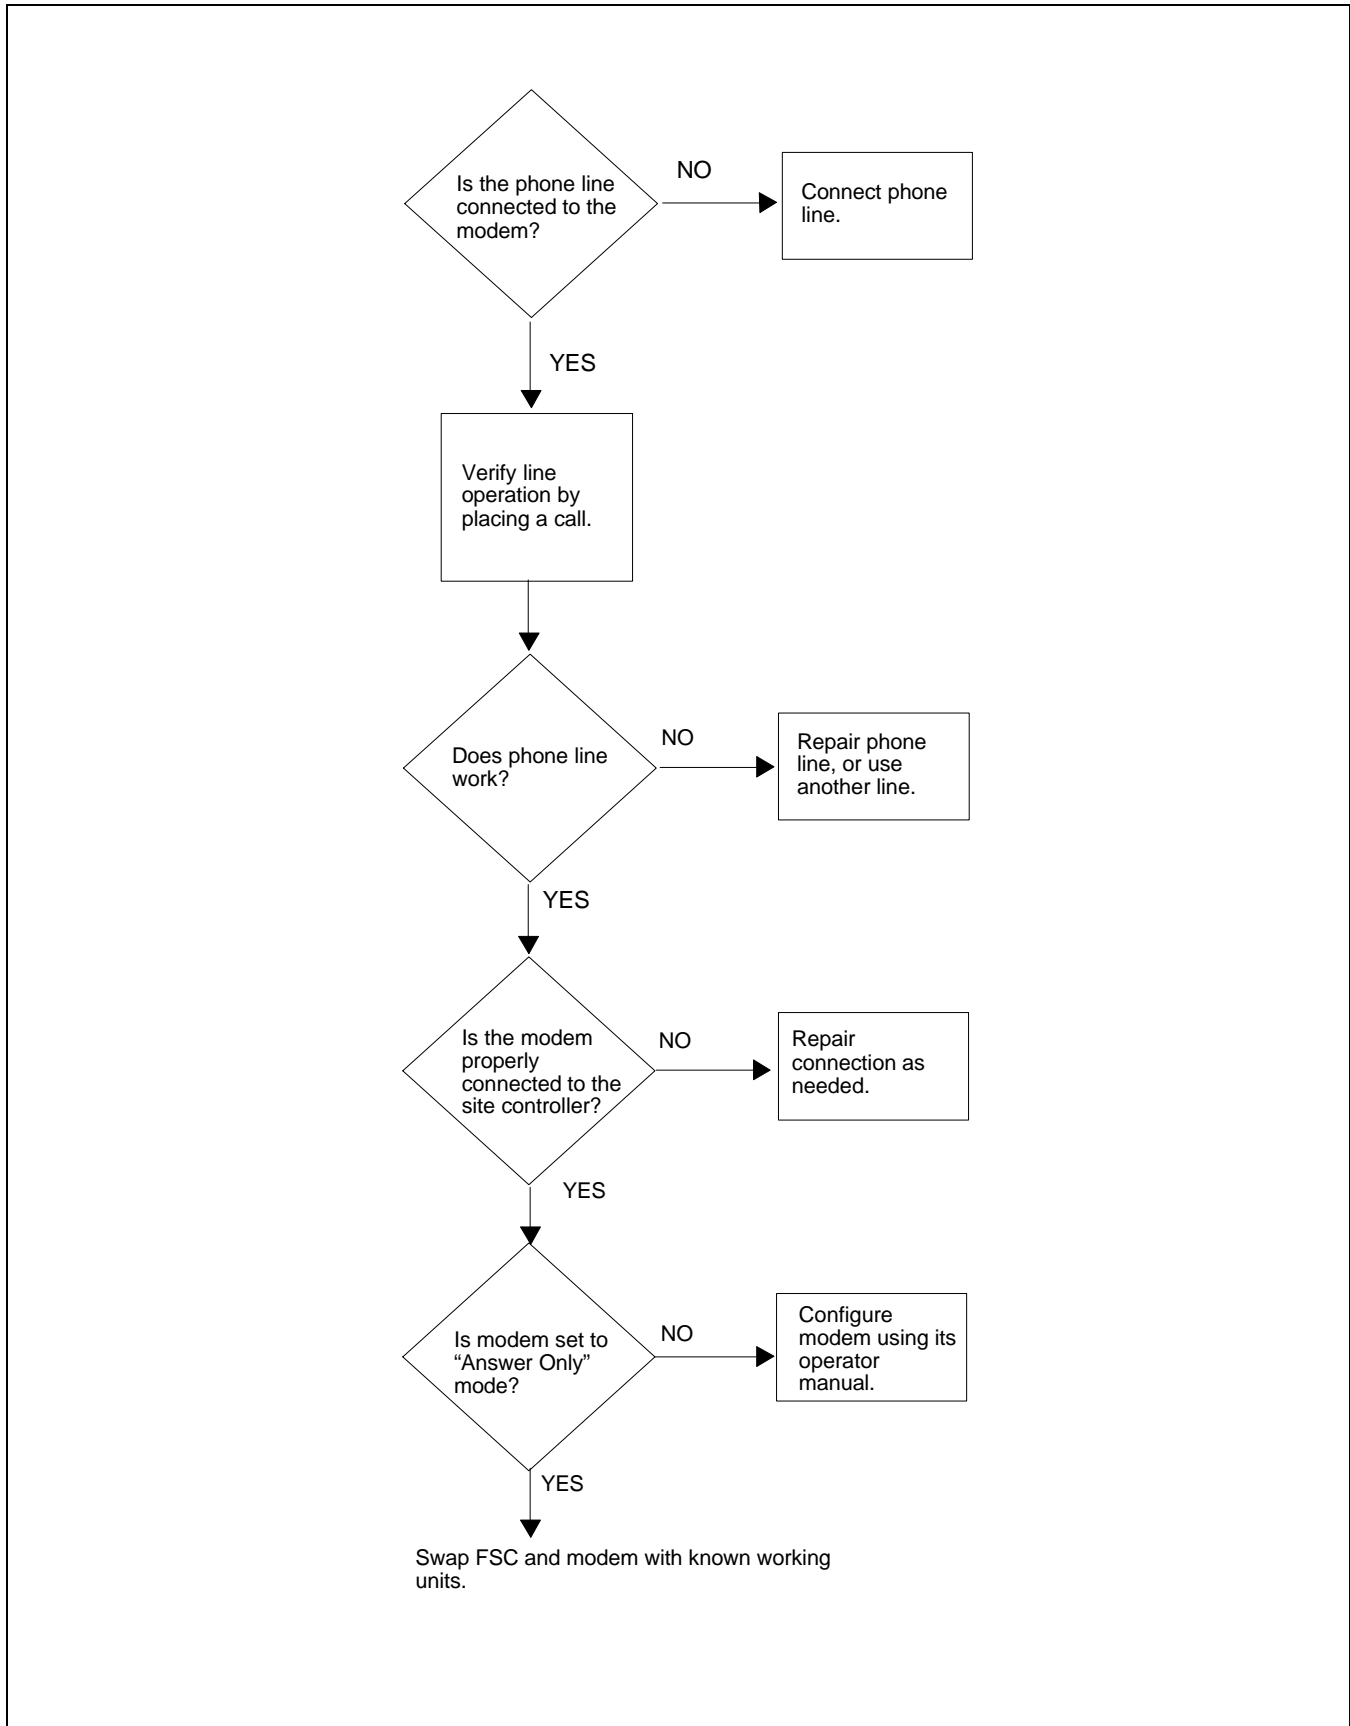 Is the phone line
connected to the
modem?
NO
Connect phone
line.
YES
Verify line
operation by
placing a call.
Does phone line
work?
NO
Repair phone
line, or use
another line.
YES
Is the modem
properly
connected to the
site controller?
NO
Repair
connection as
needed.
YES
Is modem set to
“Answer Only”
mode?
NO
Configure
modem using its
operator
manual.
YES
Swap FSC and modem with known working
units.